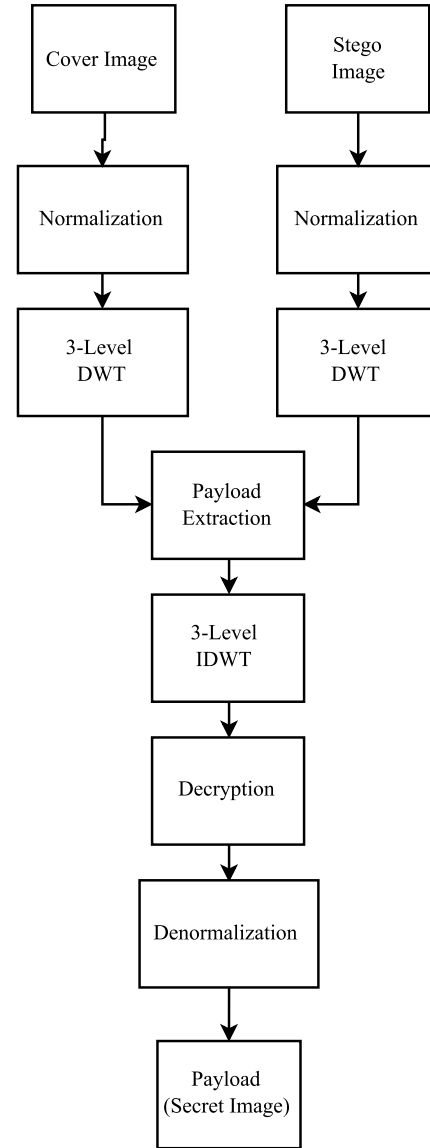 Cover Image
Stego
Image
Normalization
Normalization
3-Level
DWT
3-Level
DWT
Payload
Extraction
3-Level
IDWT
Decryption
Denormalization
Payload
(Secret Image)